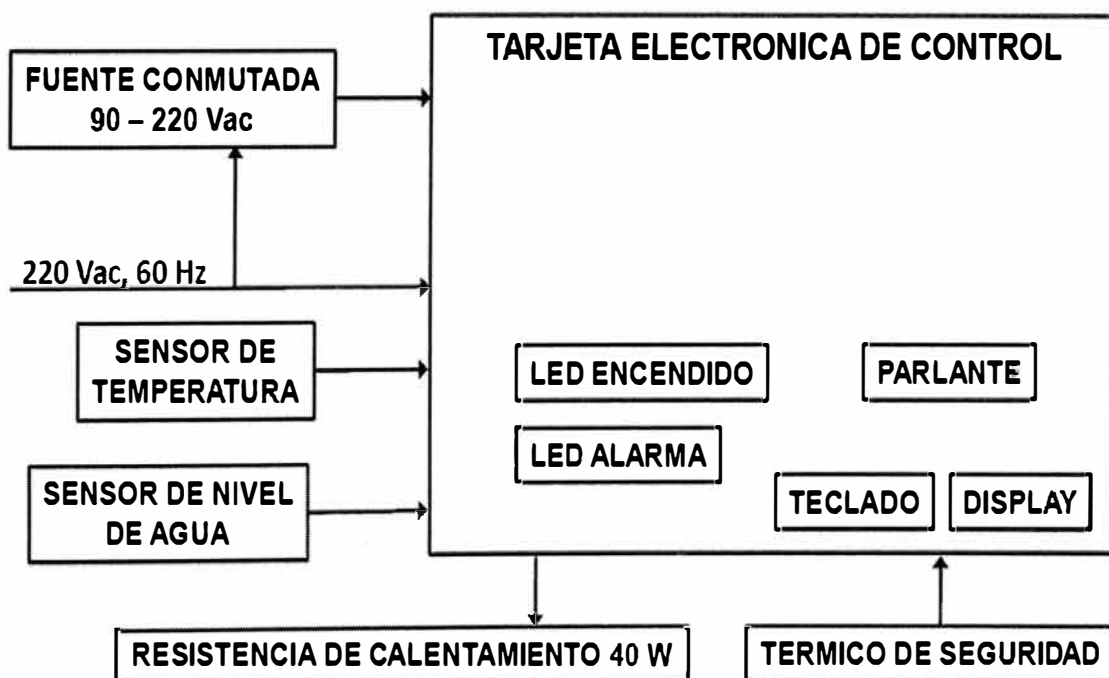 TARJETA ELECTRONICA DE CONTROL
FUENTE CONMUTADA
90 – 220 Vac
220 Vac, 60 Hz
SENSOR DE
TEMPERATURA
LED ENCENDIDO
PARLANTE
LED ALARMA
SENSOR DE NIVEL
DE AGUA
TECLADO
DISPLAY
RESISTENCIA DE CALENTAMIENTO 40 W
TERMICO DE SEGURIDAD